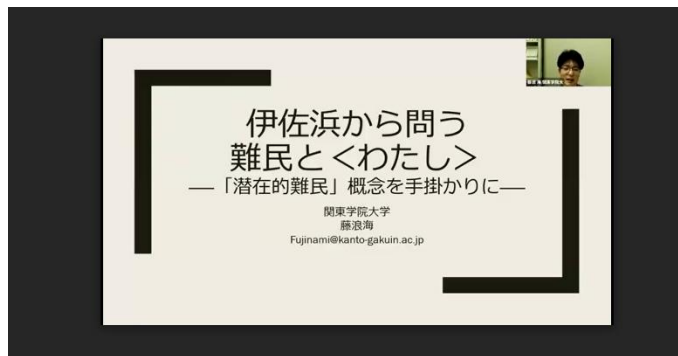 伊佐浜から問う
難民と＜わたし＞
―「潜在的難民」概念を手掛かりに―
関東学院大学
藤浪海
Fujinami@kanto-gakuin.ac.jp